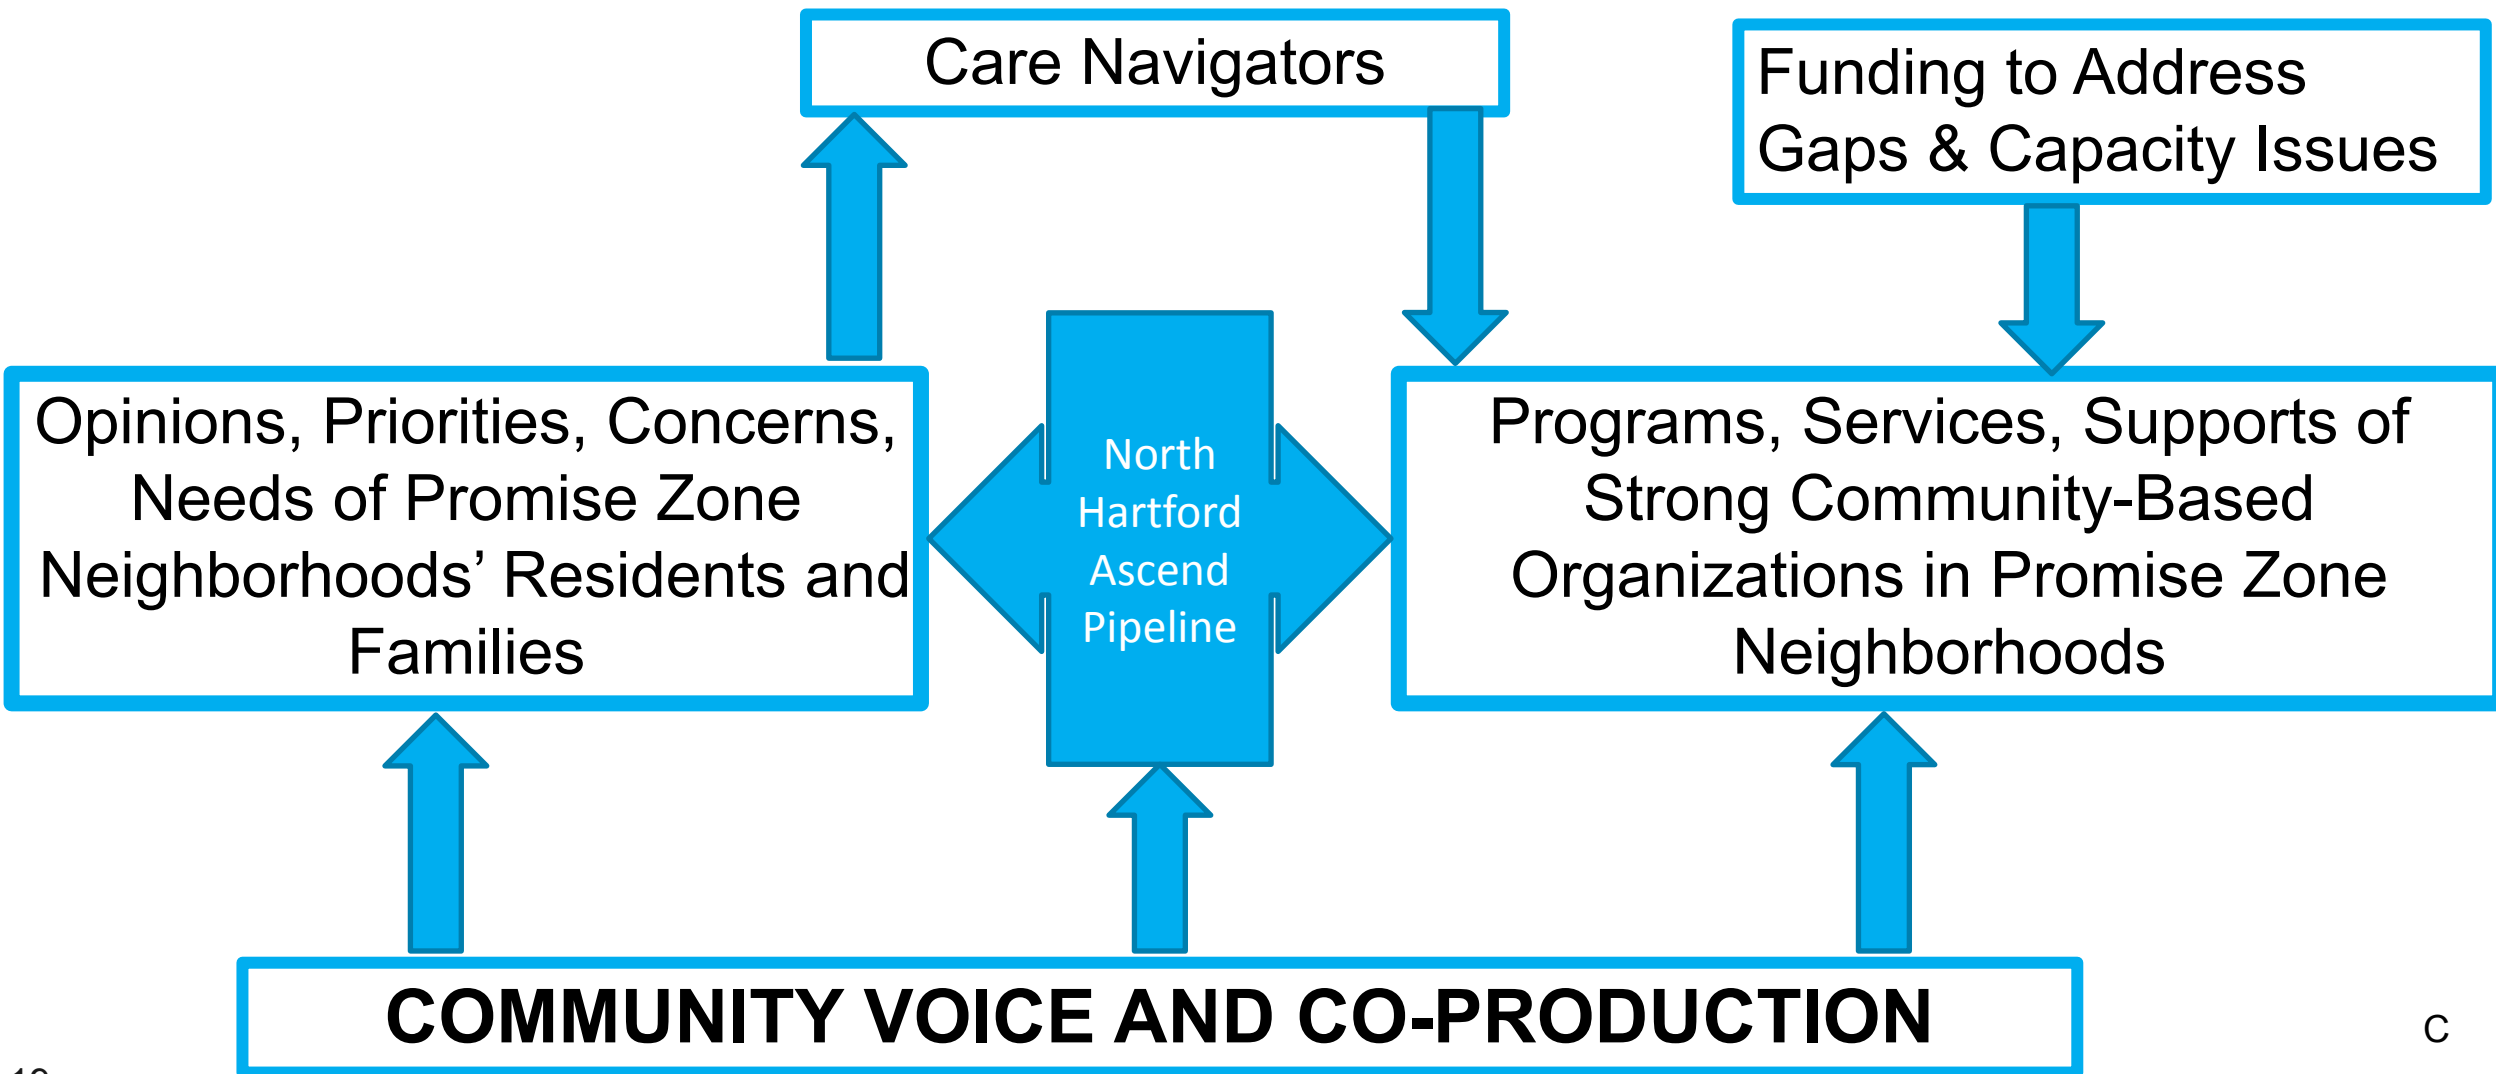 Care Navigators
Funding to Address
Gaps & Capacity Issues
Opinions, Priorities, Concerns,
Needs of Promise Zone
Neighborhoods' Residents and
Families
North
Hartford
Ascend
Pipeline
Programs, Services, Supports of
Strong Community-Based
Organizations in Promise Zone
Neighborhoods
COMMUNITY VOICE AND CO-PRODUCTION
C